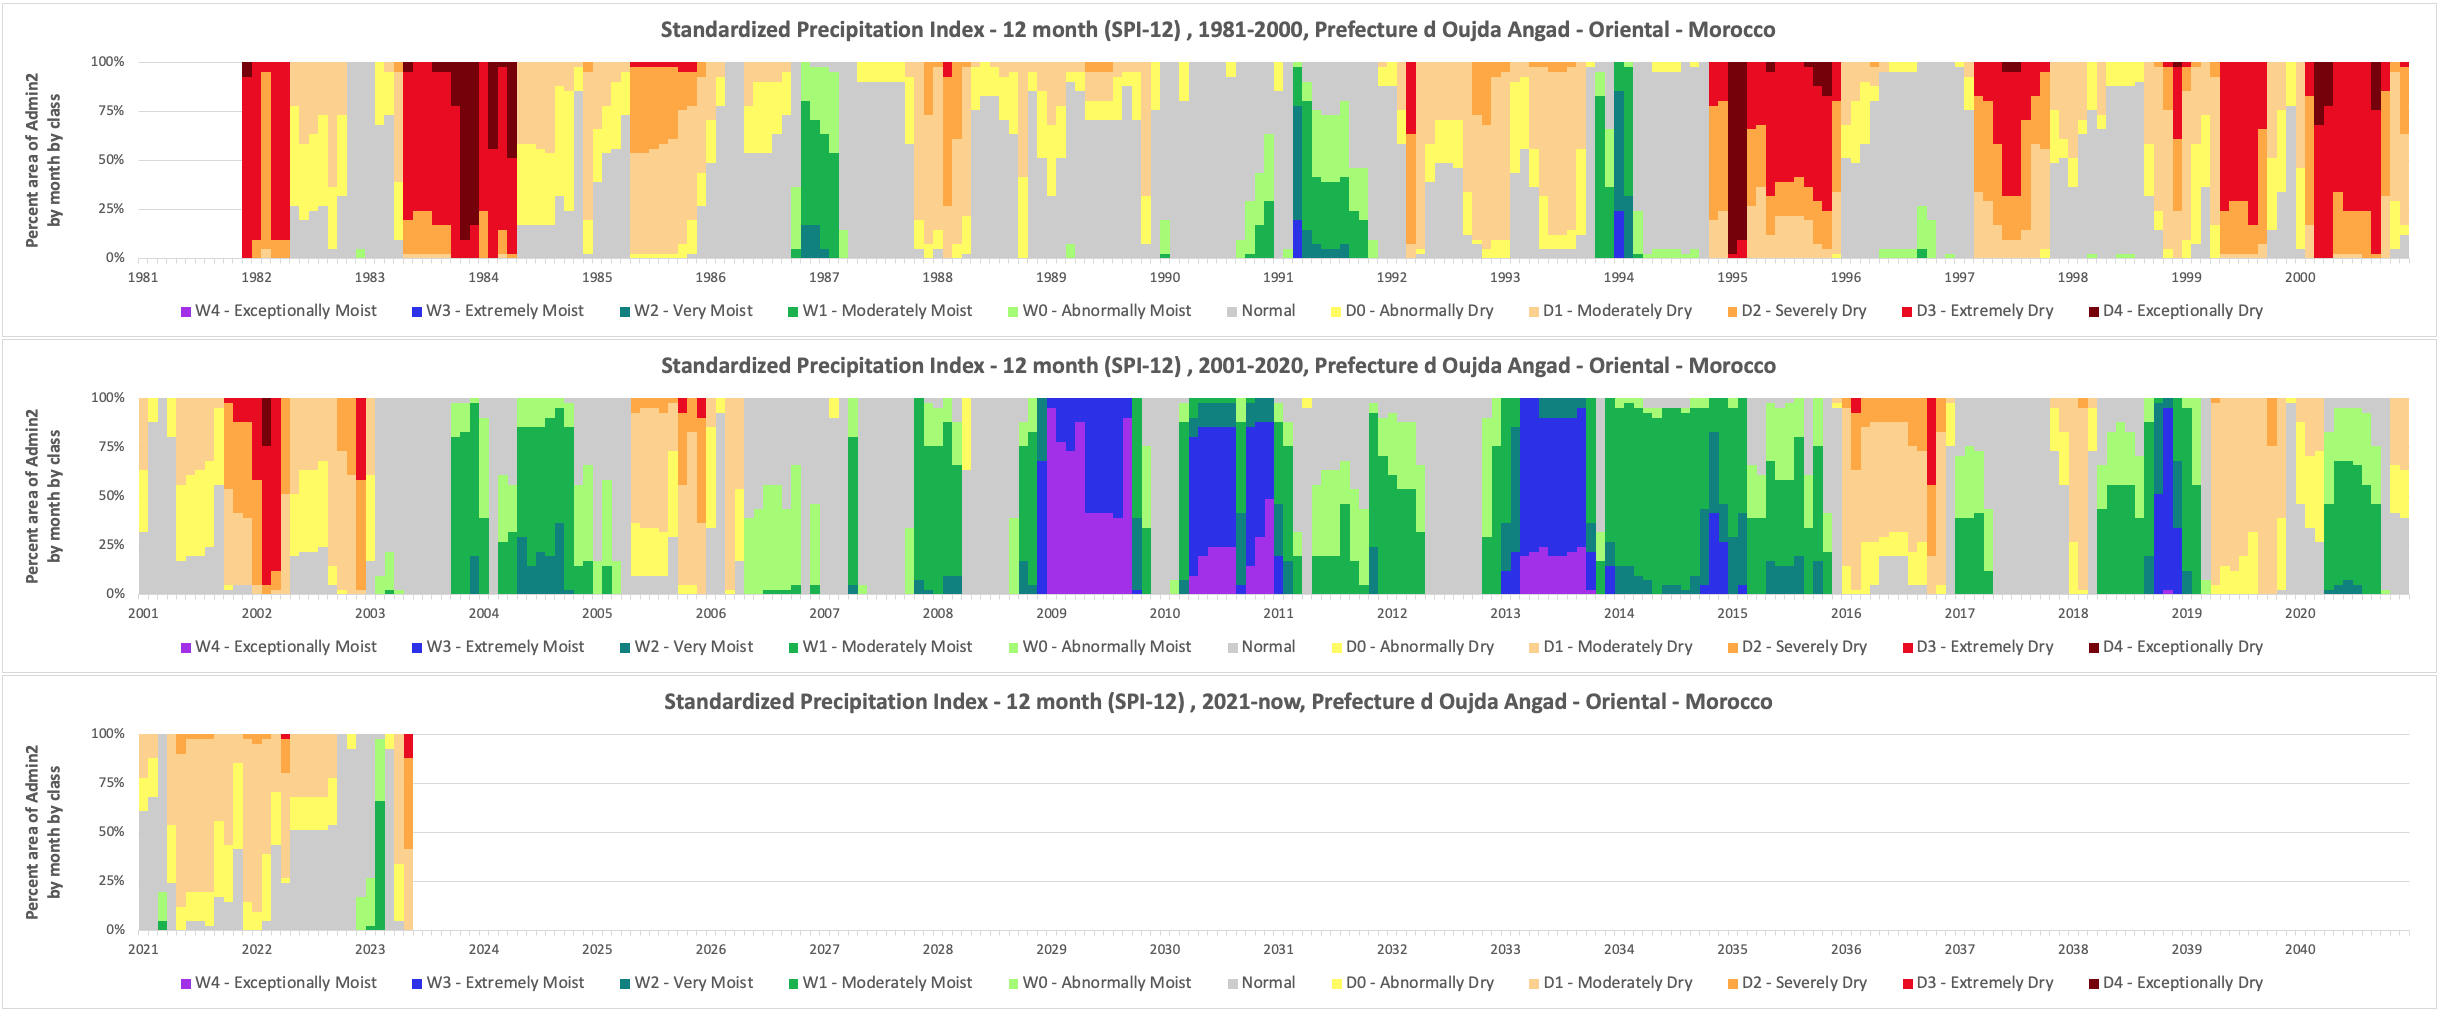 Standardized Precipitation Index - 12 month (SPI-12) , 1981-2000, Prefecture d Oujda Angad - Oriental - Morocco
Percent area of Admin2
by month by class
100%
75%
50%
25%
0%
1981 1982 1983 1984 1985 1986 1987 1988 1989 1990 1991 1992 1993 1994 1995 1996 1997 1998 1999 2000
W4 - Exceptionally Moist W3 - Extremely Moist W2 - Very Moist W1 - Moderately Moist W0 - Abnormally Moist Normal D0 - Abnormally Dry D1 - Moderately Dry D2 - Severely Dry D3 - Extremely Dry D4 - Exceptionally Dry
Standardized Precipitation Index - 12 month (SPI-12) , 2001-2020, Prefecture d Oujda Angad - Oriental - Morocco
Percent area of Admin2
by month by class
100%
75%
50%
25%
0%
2001 2002 2003 2004 2005 2006 2007 2008 2009 2010 2011 2012 2013 2014 2015 2016 2017 2018 2019 2020
W4 - Exceptionally Moist W3 - Extremely Moist W2 - Very Moist W1 - Moderately Moist W0 - Abnormally Moist Normal D0 - Abnormally Dry D1 - Moderately Dry D2 - Severely Dry D3 - Extremely Dry D4 - Exceptionally Dry
Standardized Precipitation Index - 12 month (SPI-12) , 2021-now, Prefecture d Oujda Angad - Oriental - Morocco
Percent area of Admin2
by month by class
100%
75%
50%
25%
0%
2021 2022 2023 2024 2025 2026 2027 2028 2029 2030 2031 2032 2033 2034 2035 2036 2037 2038 2039 2040
W4 - Exceptionally Moist W3 - Extremely Moist W2 - Very Moist W1 - Moderately Moist W0 - Abnormally Moist Normal D0 - Abnormally Dry D1 - Moderately Dry D2 - Severely Dry D3 - Extremely Dry D4 - Exceptionally Dry